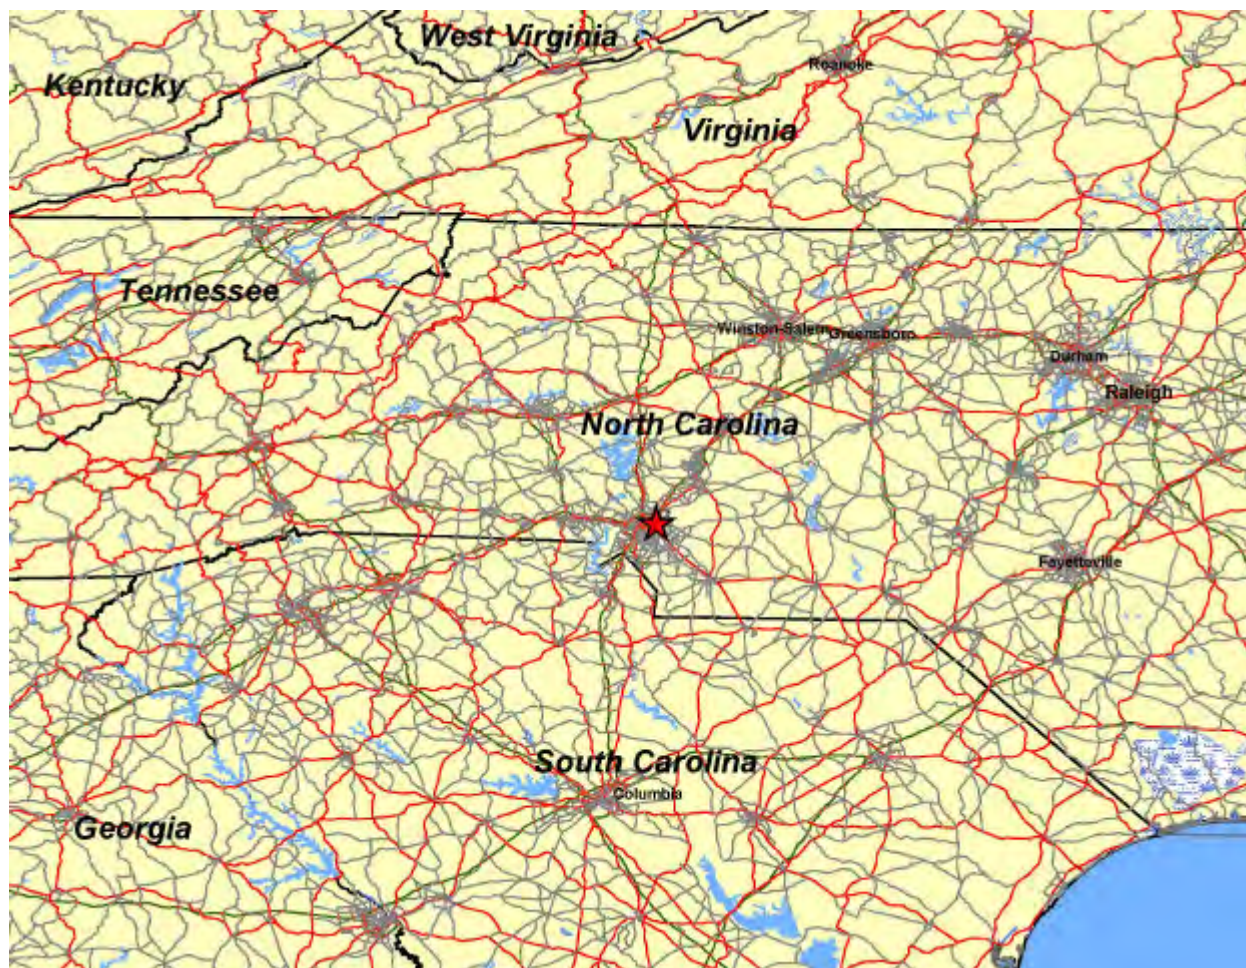 West Virginia
Roanoke
Kentucky
Virginia
Tennessee
Winston-Salem
Greensboro
Durham
Raleigh
North Carolina
Fayetteville
South Carolina
Columbia
Georgia